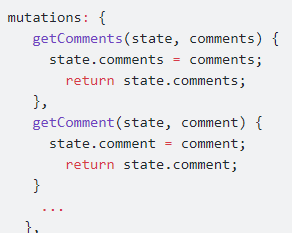 mutations: {
getComments(state, comments) {
state.comments = comments;
return state.comments;
},
getComment(state, comment) {
state.comment = comment;
return state.comment;
}
...
},